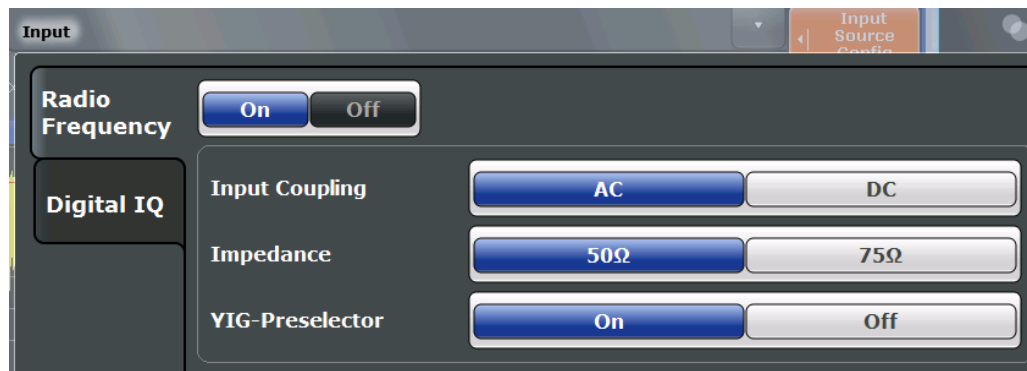 Input
Input
Source
Config
Radio
Frequency
On Off
Digital IQ
Input Coupling AC DC
Impedance 50Ω 75Ω
YIG-Preselector On Off